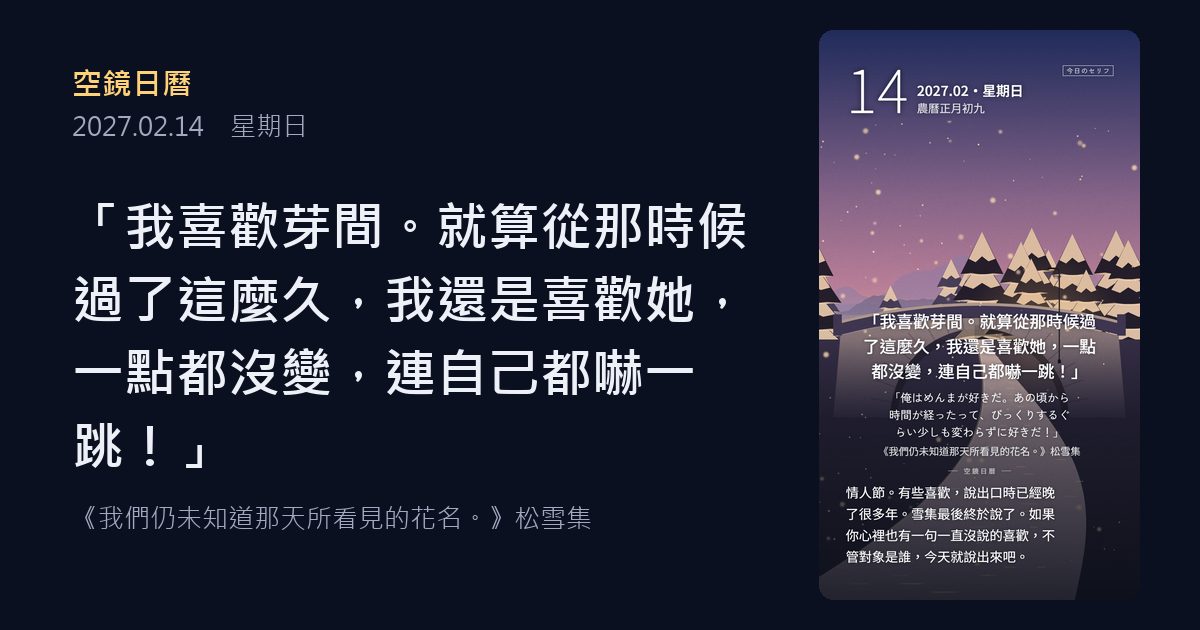 空鏡日曆
2027.02.14　星期日
「我喜歡芽間。就算從那時候
過了這麼久，我還是喜歡她，
一點都沒變，連自己都嚇一
跳！」
《我們仍未知道那天所看見的花名。》松雪集
今日のセリフ
14
2027.02・星期日
農曆正月初九
「我喜歡芽間。就算從那時候過
了這麼久，我還是喜歡她，一點
都沒變，連自己都嚇一跳！」
「俺はめんまが好きだ。あの頃から
時間が経ったって、びっくりするぐ
らい少しも変わらずに好きだ！」
《我們仍未知道那天所看見的花名。》松雪集
— 空鏡日曆 —
情人節。有些喜歡，說出口時已經晚
了很多年。雪集最後終於說了。如果
你心裡也有一句一直沒說的喜歡，不
管對象是誰，今天就說出來吧。